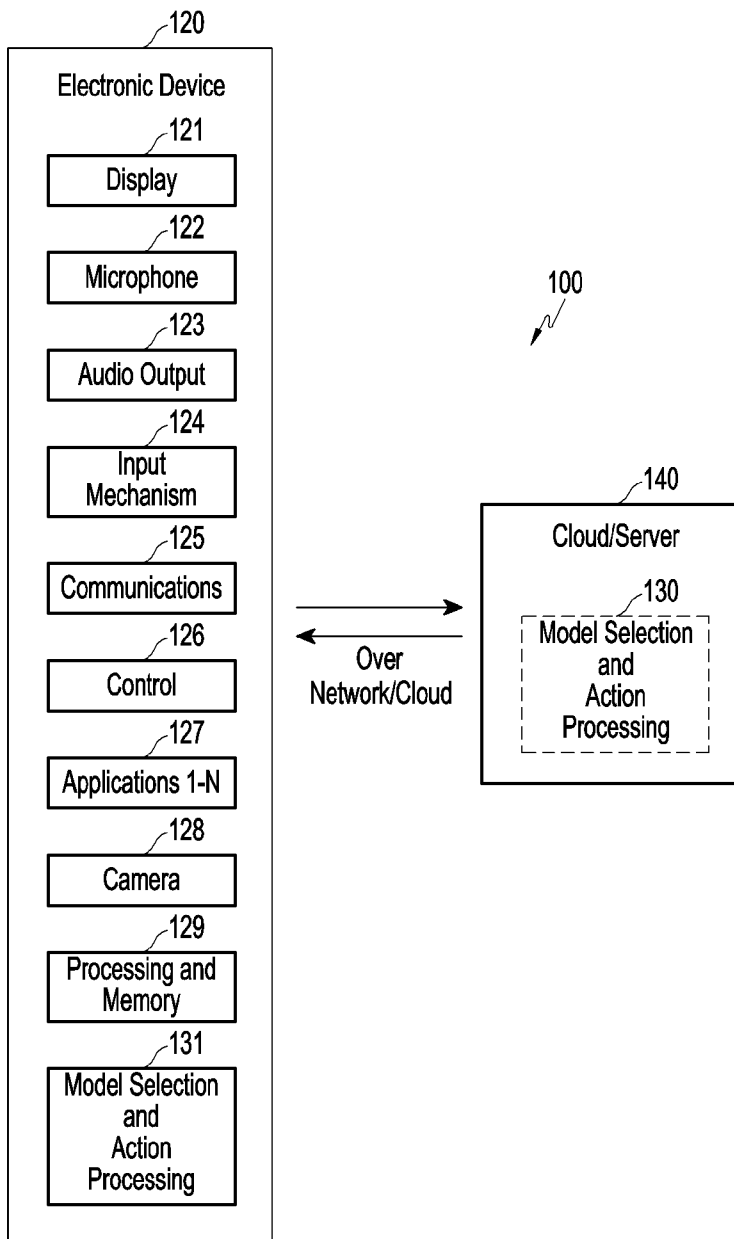 120
Electronic Device
121
Display
122
Microphone
123
Audio Output
124
Input
Mechanism
125
Communications
126
Control
127
Applications 1-N
128
Camera
129
Processing and
Memory
131
Model Selection
and
Action
Processing
Over
Network/Cloud
100
140
Cloud/Server
130
Model Selection
and
Action
Processing